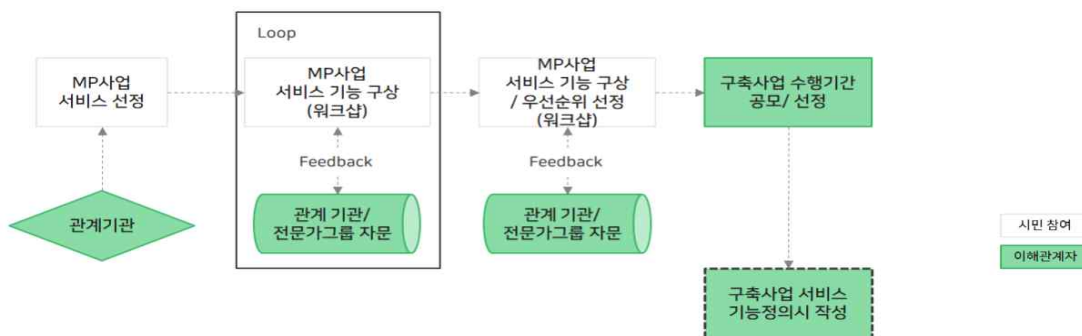 Loop
MP사업
서비스 선정
MP사업
서비스 기능 구상
(워크샵)
MP사업
서비스 기능 구상
/ 우선순위 선정
(워크샵)
구축사업 수행기간
공모/ 선정
Feedback
Feedback
관계기관
관계 기관/
전문가그룹 자문
관계 기관/
전문가그룹 자문
시민 참여
이해관계자
구축사업 서비스
기능정의시 작성